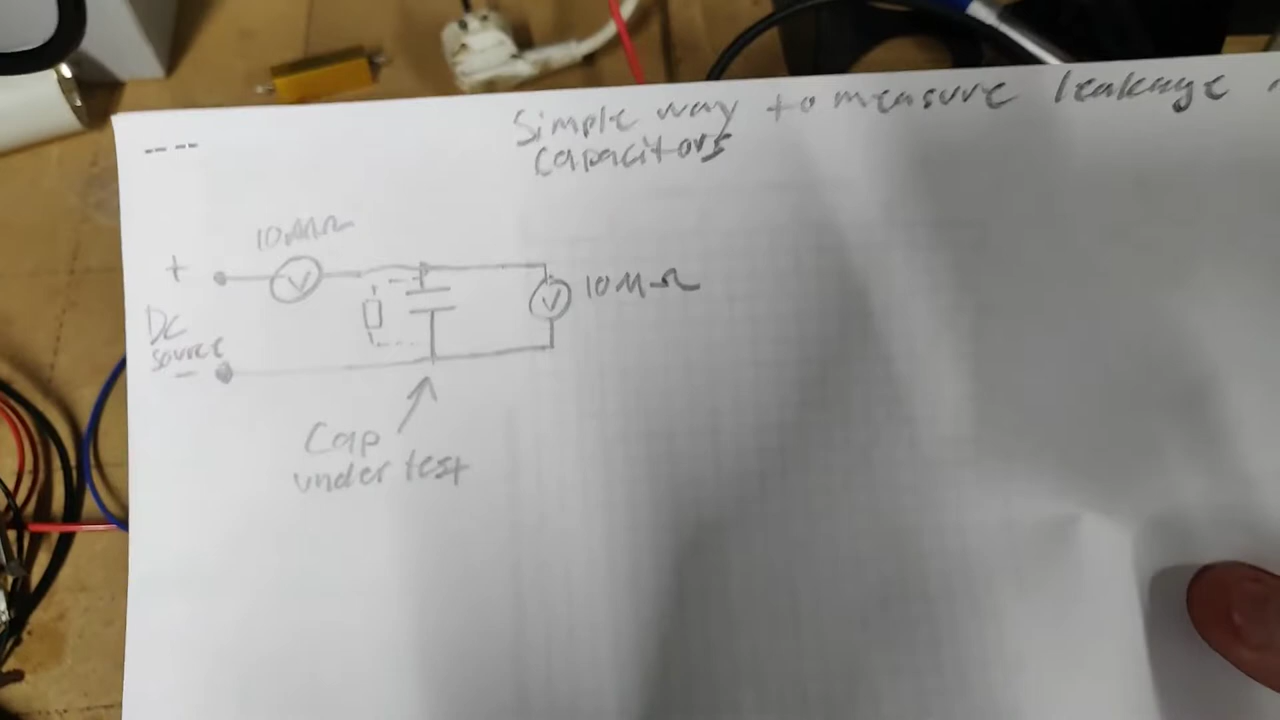 Simple way to measure leakage
capacitors
10MΩ
+
V
V
10MΩ
DC
source
-
Cap
under test